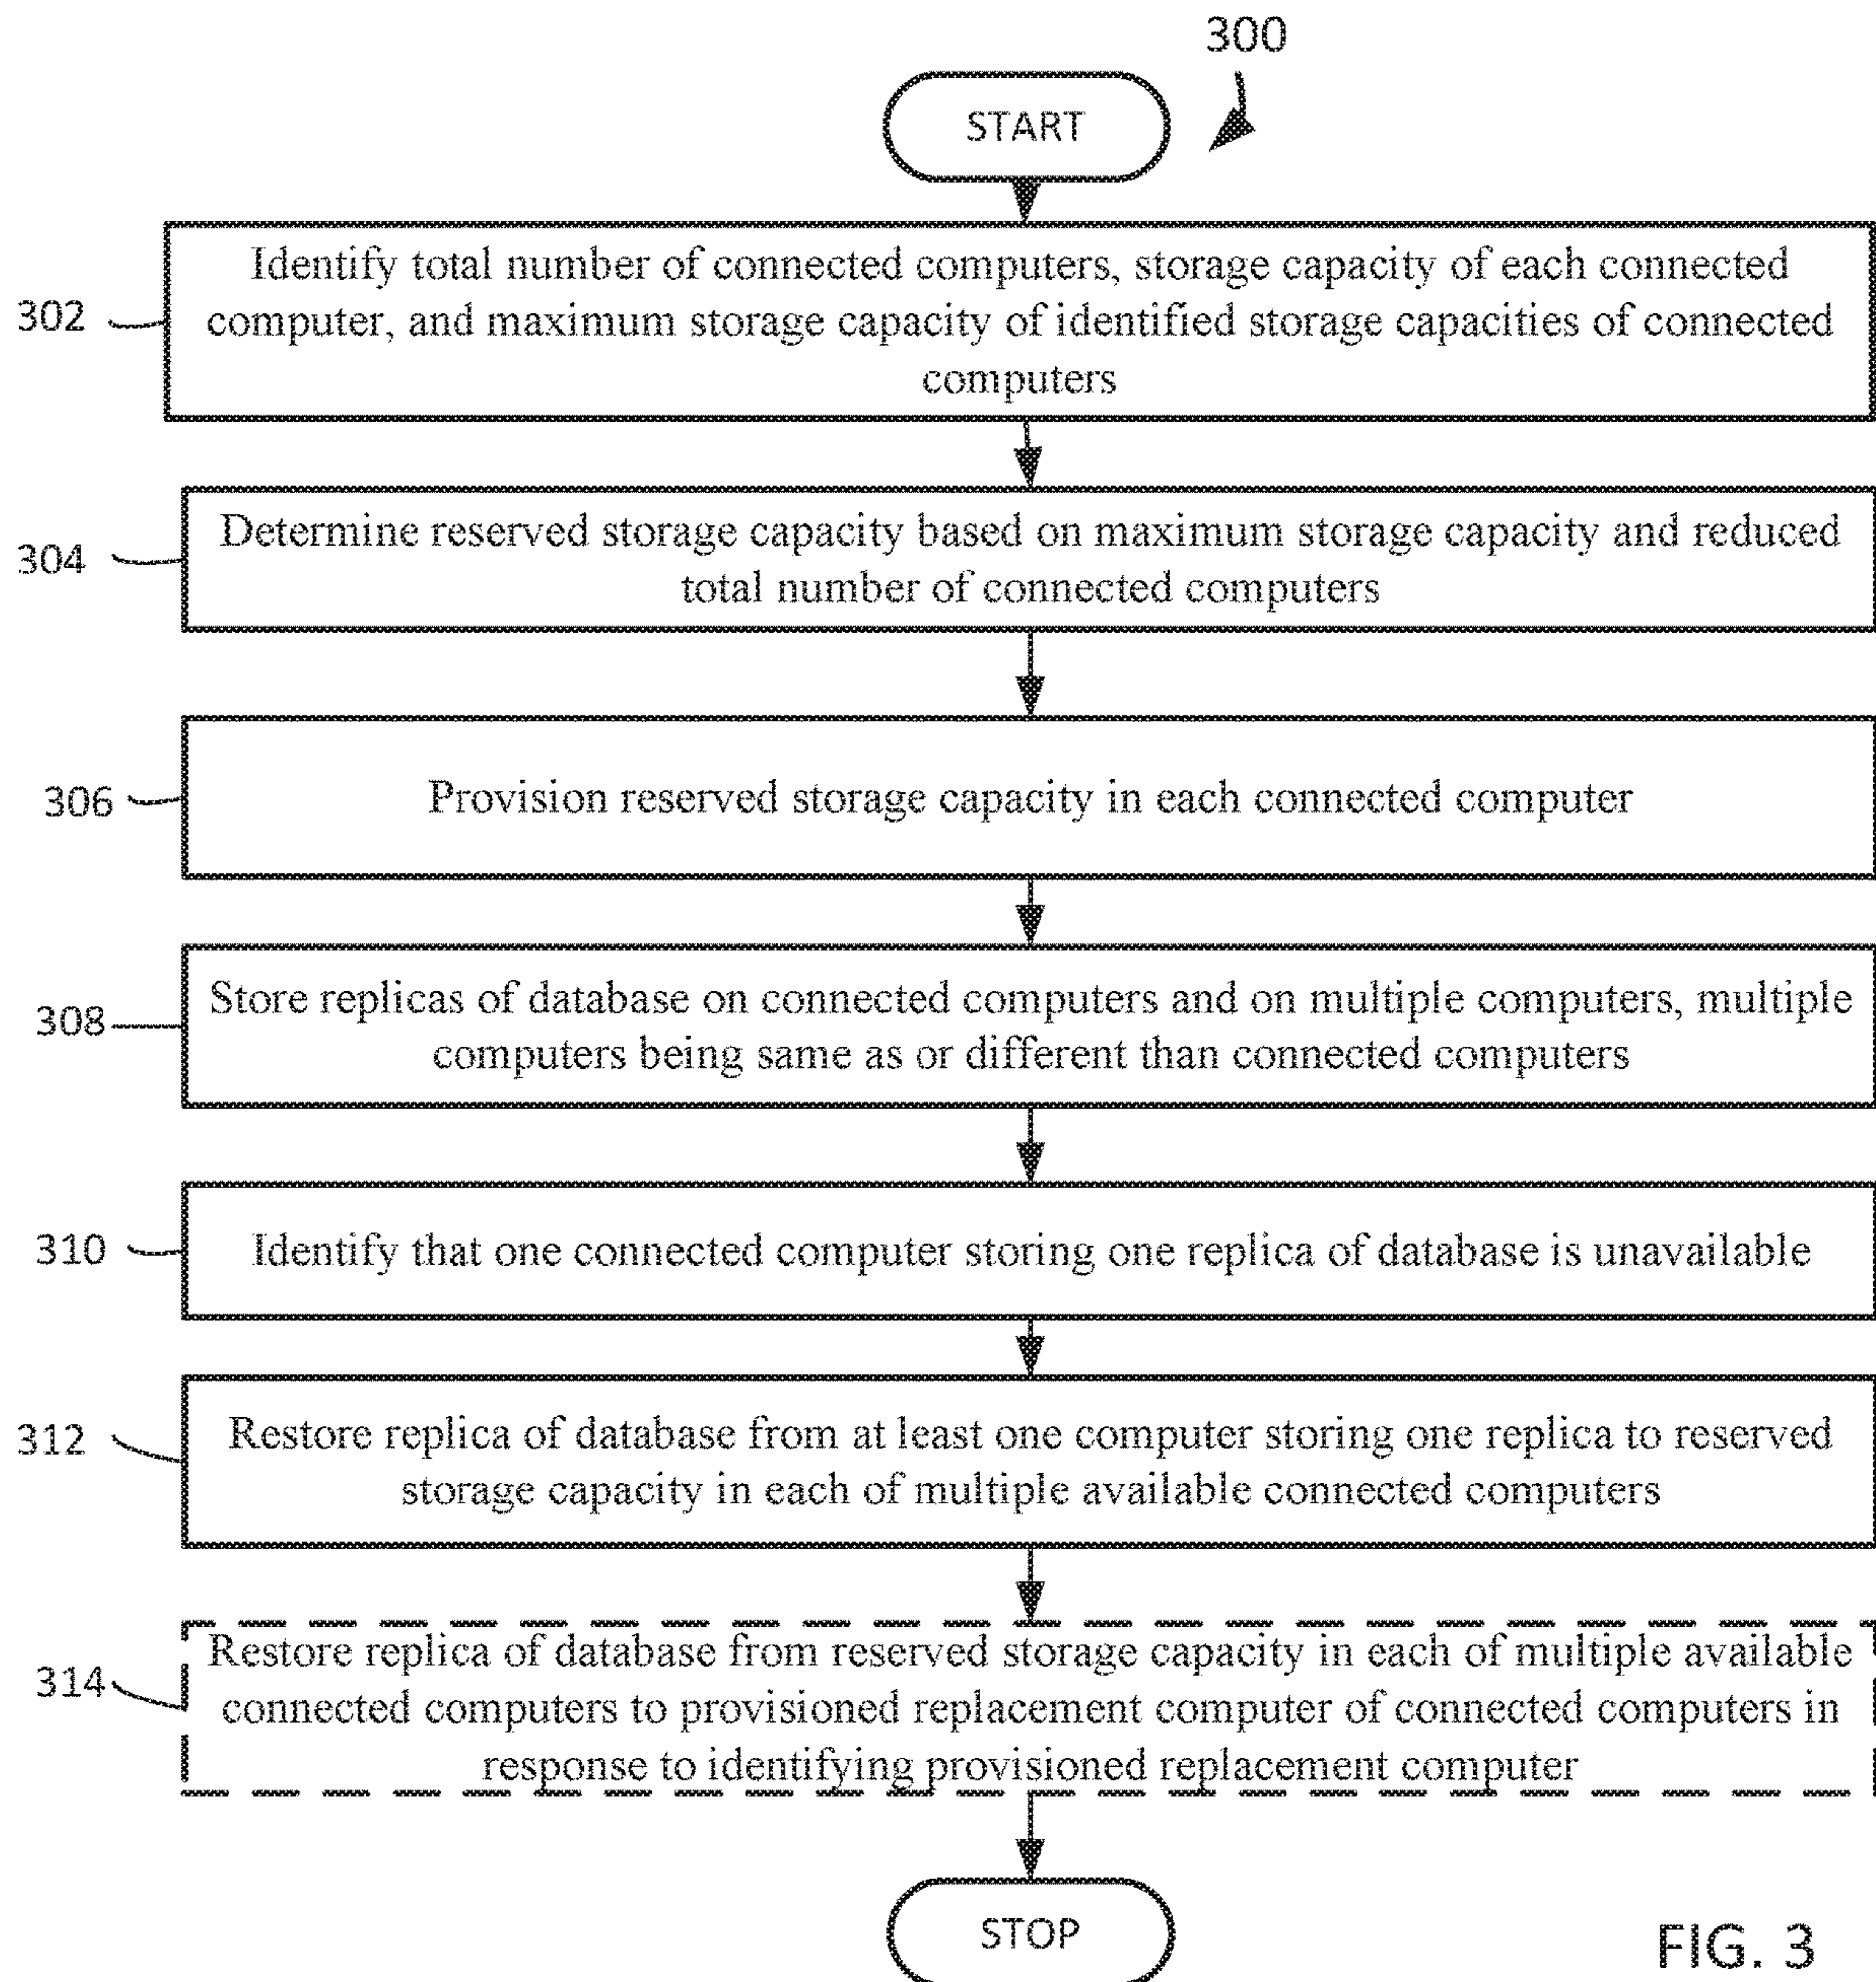 300
START
302
Identify total number of connected computers, storage capacity of each connected
computer, and maximum storage capacity of identified storage capacities of connected
computers
304
Determine reserved storage capacity based on maximum storage capacity and reduced
total number of connected computers
306
Provision reserved storage capacity in each connected computer
308
Store replicas of database on connected computers and on multiple computers, multiple
computers being same as or different than connected computers
310
Identify that one connected computer storing one replica of database is unavailable
312
Restore replica of database from at least one computer storing one replica to reserved
storage capacity in each of multiple available connected computers
314
Restore replica of database from reserved storage capacity in each of multiple available
connected computers to provisioned replacement computer of connected computers in
response to identifying provisioned replacement computer
STOP
FIG. 3